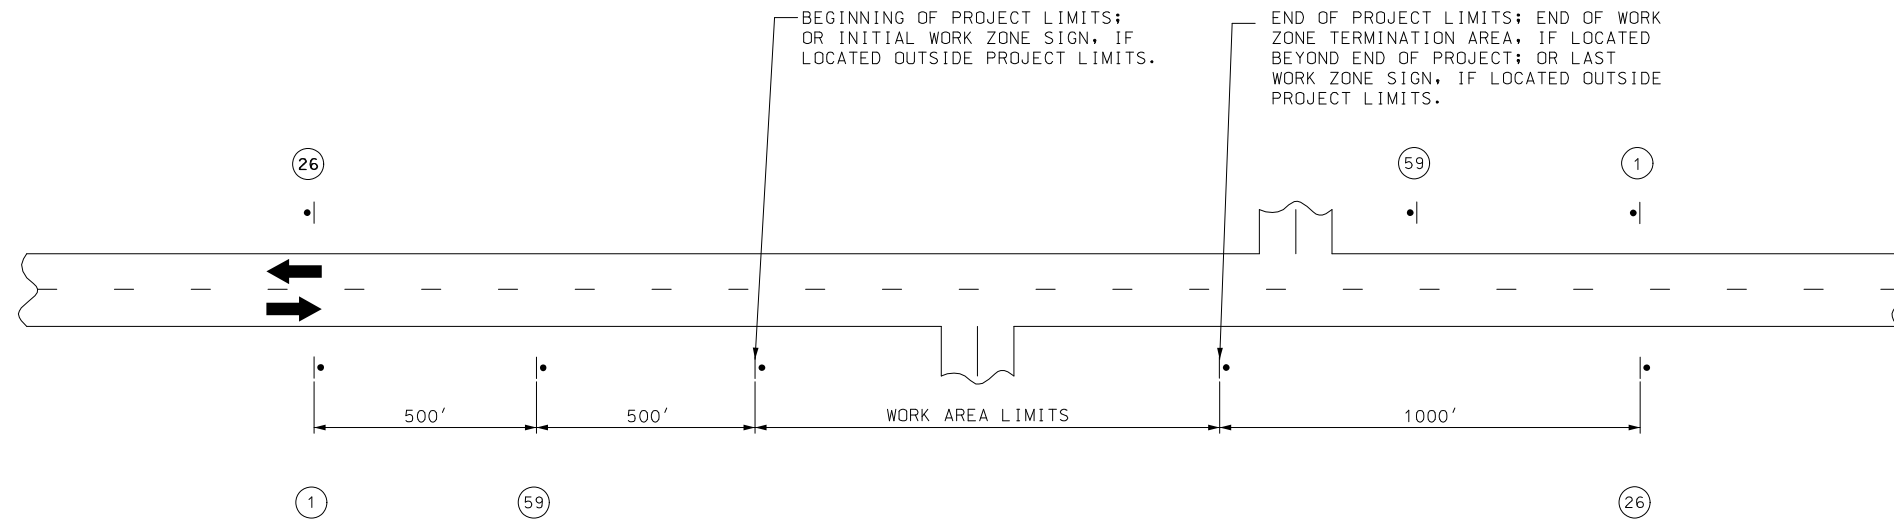 BEGINNING OF PROJECT LIMITS;
OR INITIAL WORK ZONE SIGN, IF
LOCATED OUTSIDE PROJECT LIMITS.
END OF PROJECT LIMITS; END OF WORK
ZONE TERMINATION AREA, IF LOCATED
BEYOND END OF PROJECT; OR LAST
WORK ZONE SIGN, IF LOCATED OUTSIDE
PROJECT LIMITS.
26
59
1
500'
500'
WORK AREA LIMITS
1000'
1
59
26